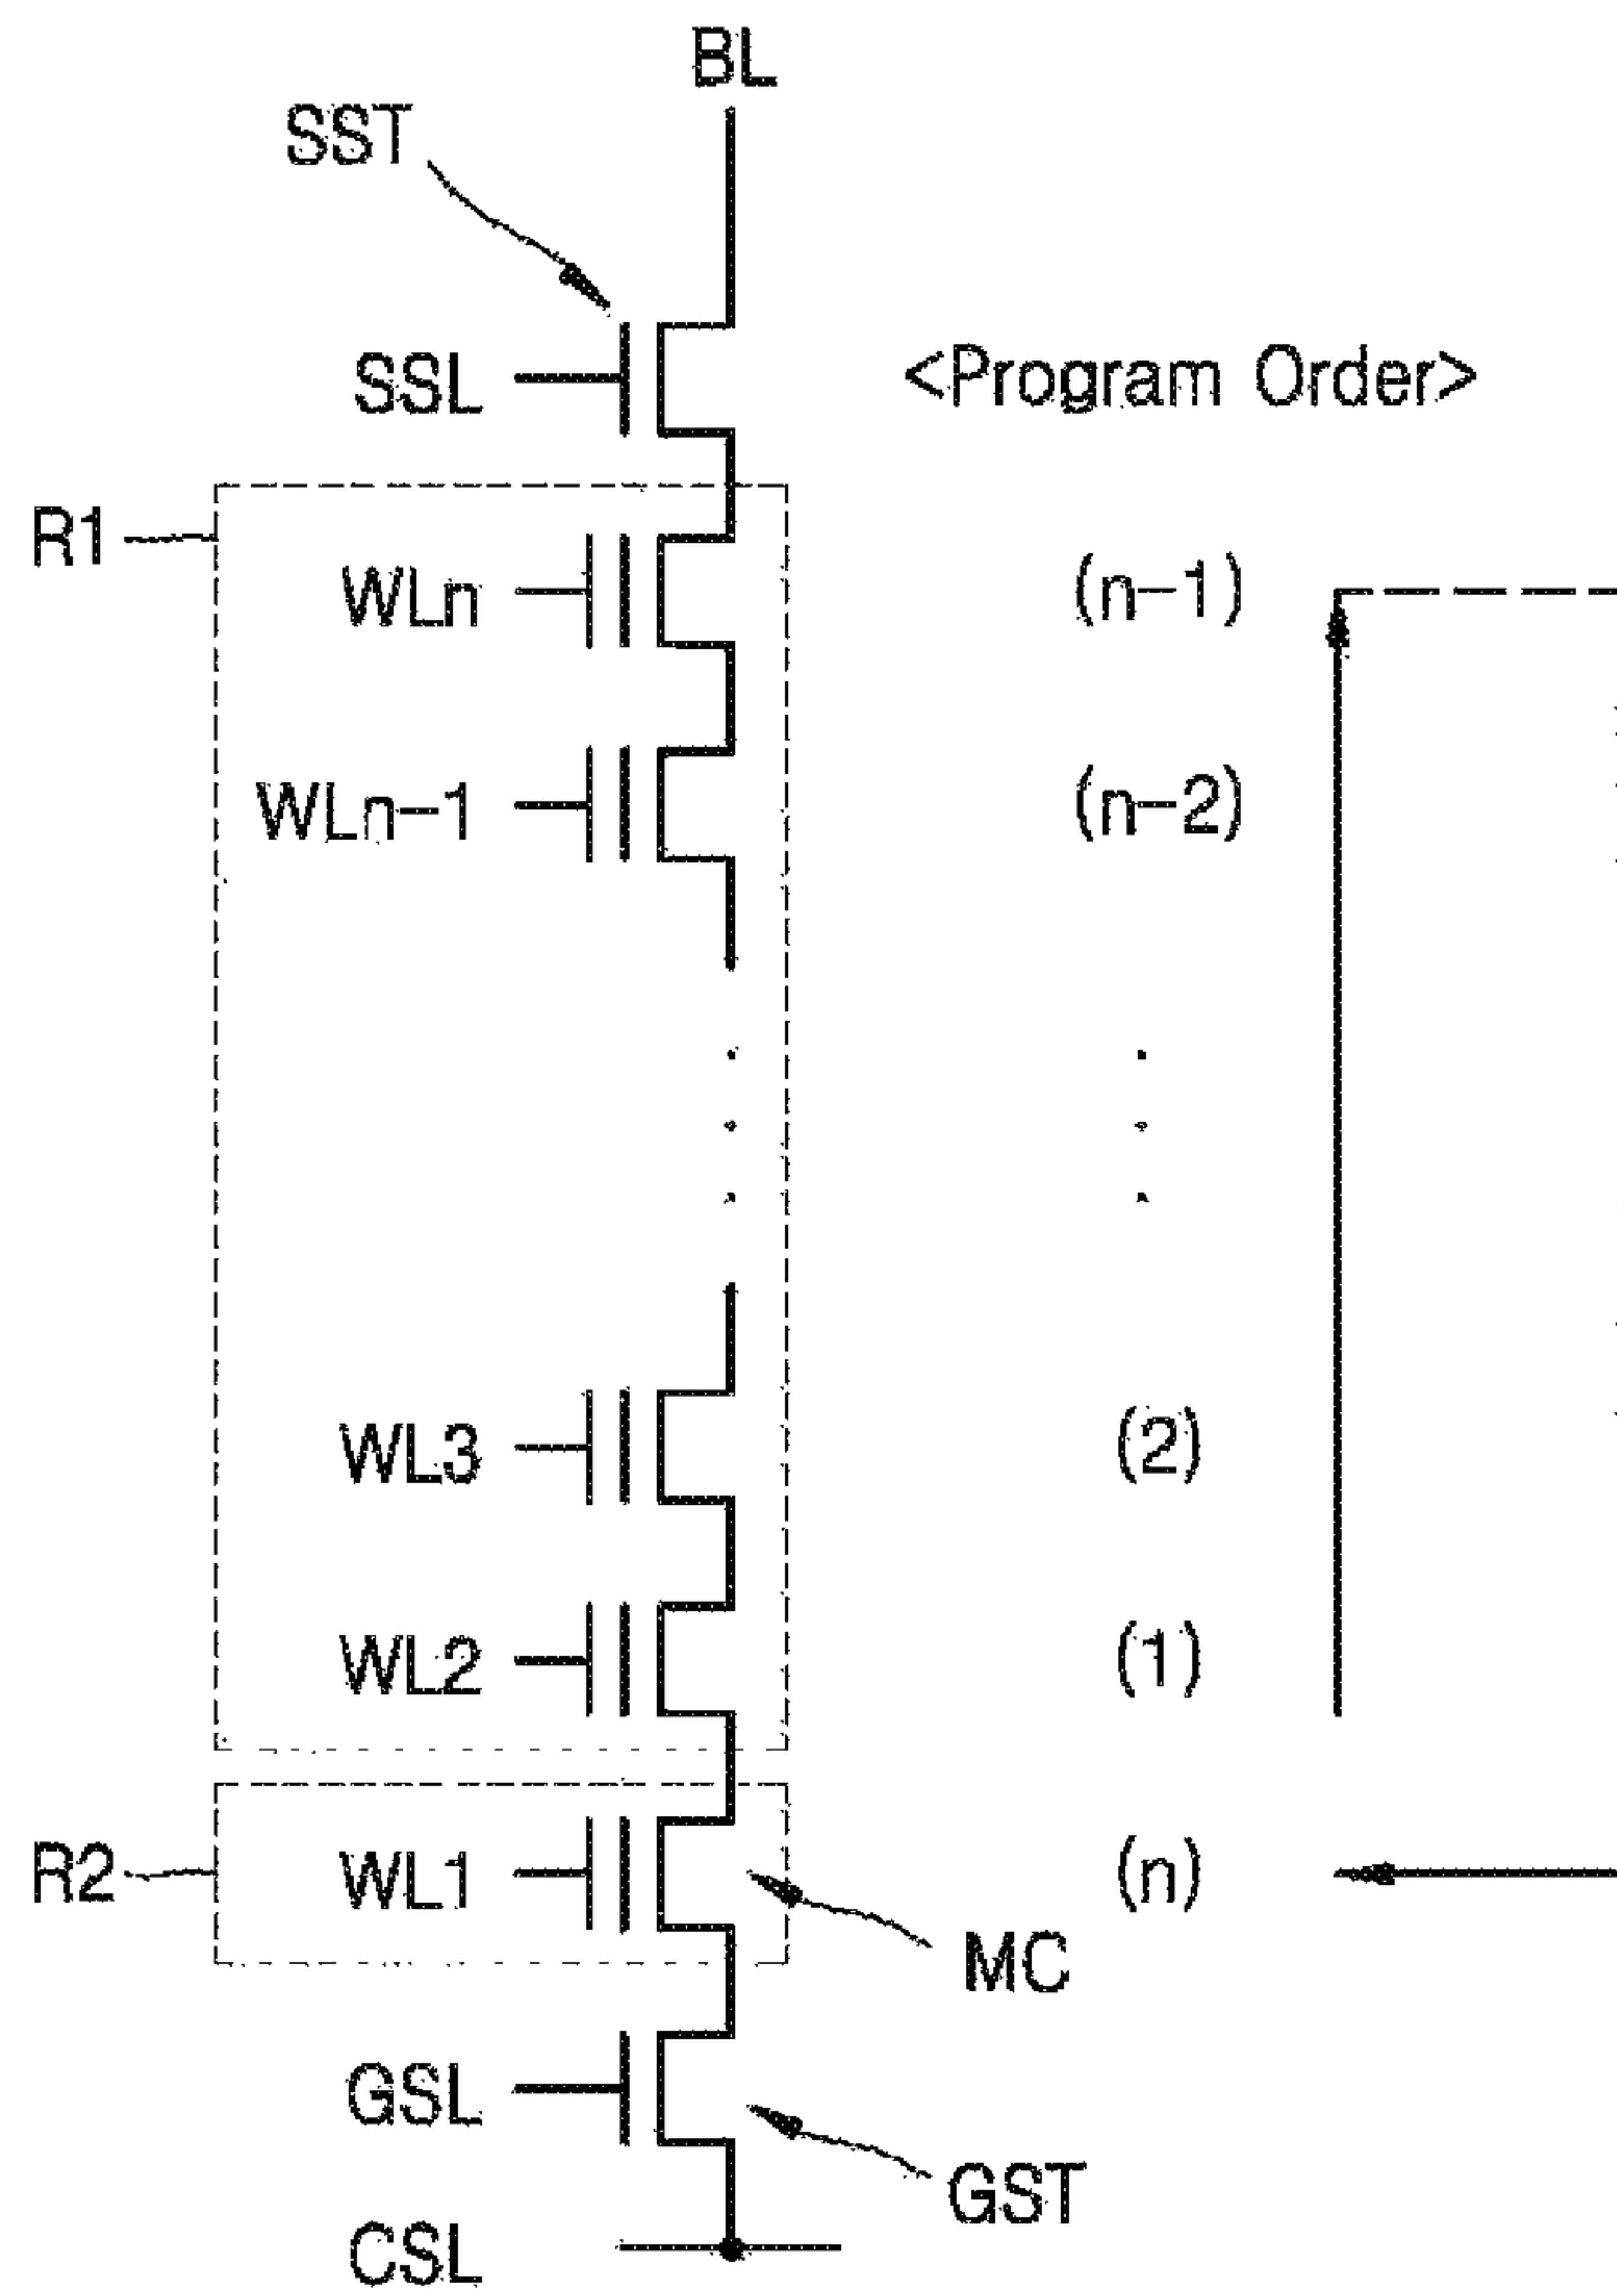 BL
SST
SSL
<Program Order>
R1
WLn
(n-1)
WLn-1
(n-2)
WL3
(2)
WL2
(1)
R2
WL1
(n)
MC
GSL
GST
CSL